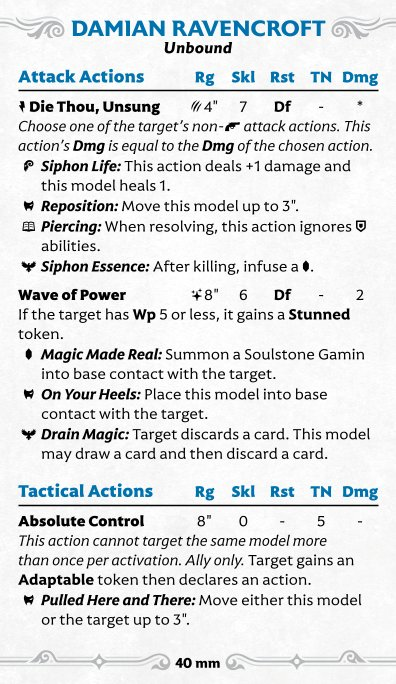 DAMIAN RAVENCROFT
Unbound
Attack Actions Rg Skl Rst TN Dmg
Die Thou, Unsung 4" 7 Df - *
Choose one of the target's non- attack actions. This
action's Dmg is equal to the Dmg of the chosen action.
Siphon Life: This action deals +1 damage and
this model heals 1.
Reposition: Move this model up to 3".
Piercing: When resolving, this action ignores
abilities.
Siphon Essence: After killing, infuse a .
Wave of Power 8" 6 Df - 2
If the target has Wp 5 or less, it gains a Stunned
token.
Magic Made Real: Summon a Soulstone Gamin
into base contact with the target.
On Your Heels: Place this model into base
contact with the target.
Drain Magic: Target discards a card. This model
may draw a card and then discard a card.
Tactical Actions Rg Skl Rst TN Dmg
Absolute Control 8" 0 - 5 -
This action cannot target the same model more
than once per activation. Ally only. Target gains an
Adaptable token then declares an action.
Pulled Here and There: Move either this model
or the target up to 3".
40 mm